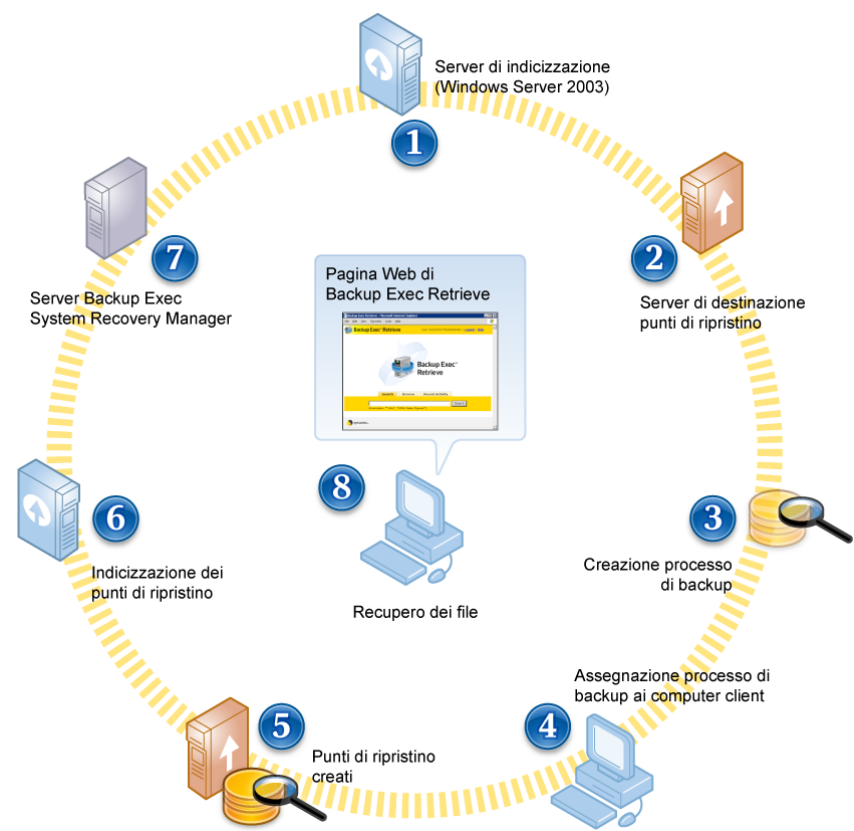 Server di indicizzazione
(Windows Server 2003)
1
2
Server di destinazione
punti di ripristino
7
Server Backup Exec
System Recovery Manager
Pagina Web di
Backup Exec Retrieve
Backup Exec™ Retrieve
Backup Exec™
Retrieve
8
Recupero dei file
3
Creazione processo
di backup
6
Indicizzazione dei
punti di ripristino
Assegnazione processo di
backup ai computer client
4
5
Punti di ripristino
creati